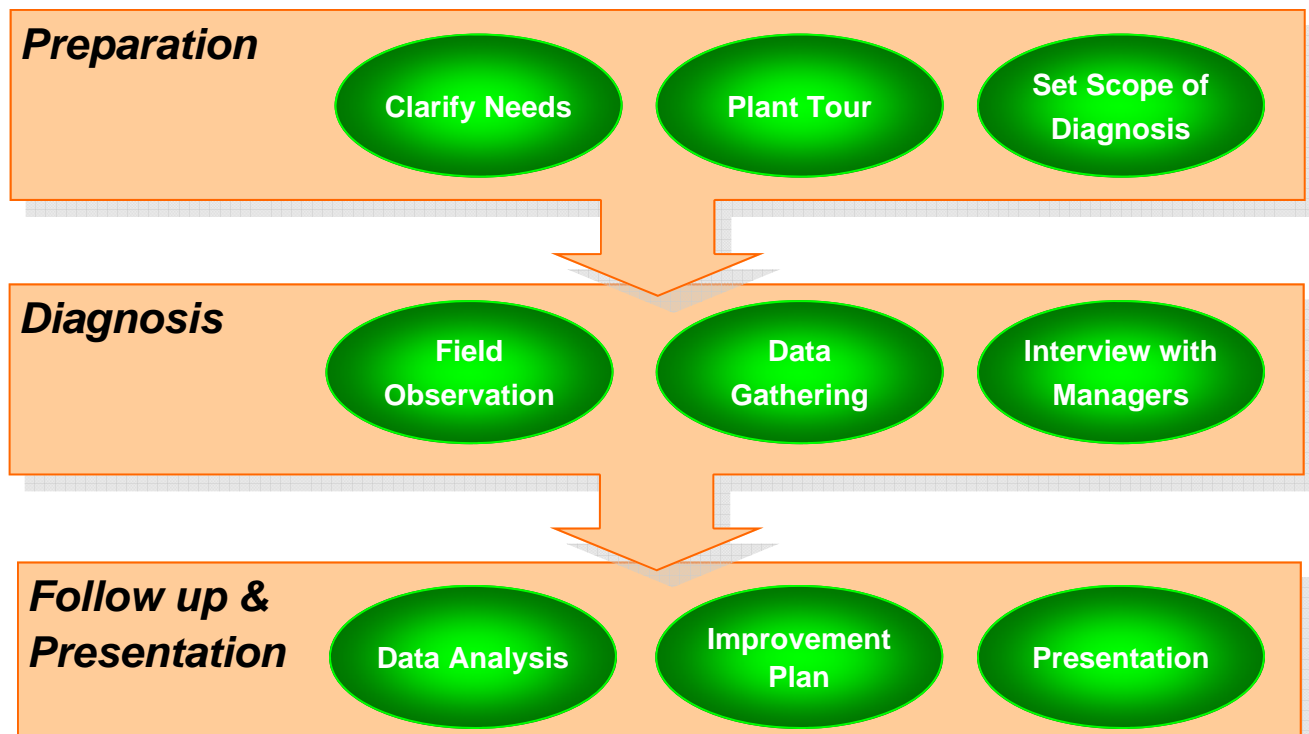 Preparation
Clarify Needs
Plant Tour
Set Scope of
Diagnosis
Diagnosis
Field
Observation
Data
Gathering
Interview with
Managers
Follow up &
Presentation
Data Analysis
Improvement
Plan
Presentation